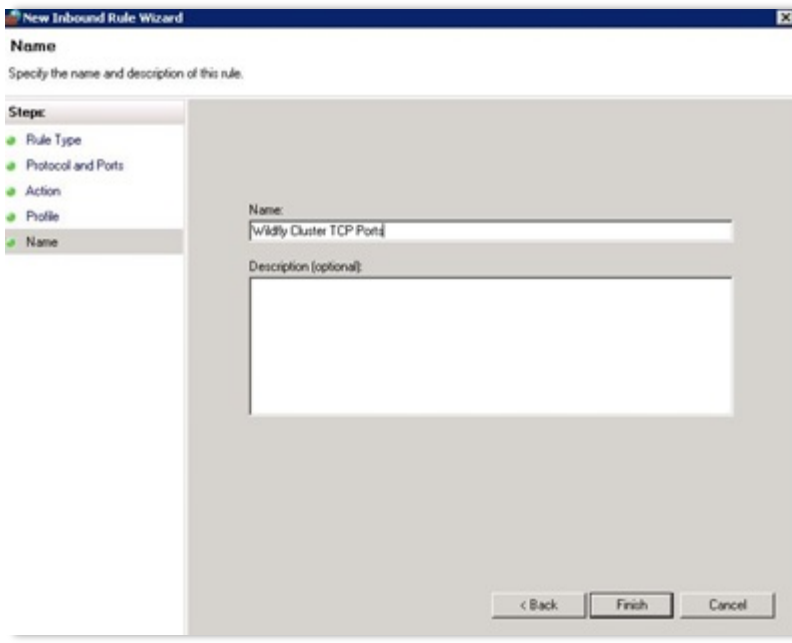 New Inbound Rule Wizard
Name
Specify the name and description of this rule.
Steps:
Rule Type
Protocol and Ports
Action
Profile
Name
Name:
Wildfly Cluster TCP Ports
Description (optional):
< Back
Finish
Cancel